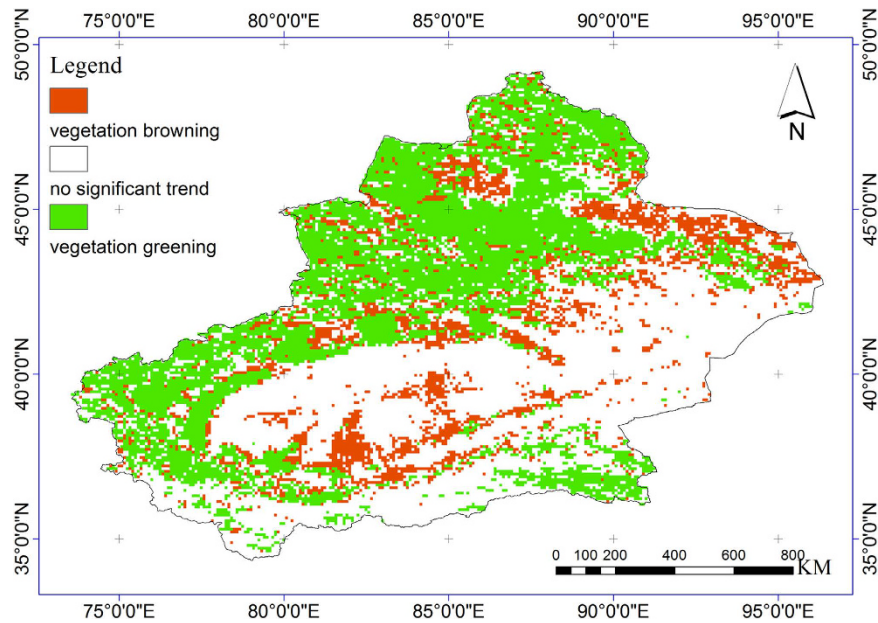 75°0'0"E 80°0'0"E 85°0'0"E 90°0'0"E 95°0'0"E
50°0'0"N 50°0'0"N
Legend
vegetation browning
no significant trend
vegetation greening
N
45°0'0"N 45°0'0"N
40°0'0"N 40°0'0"N
35°0'0"N 35°0'0"N
0 100 200 400 600 800
KM
75°0'0"E 80°0'0"E 85°0'0"E 90°0'0"E 95°0'0"E